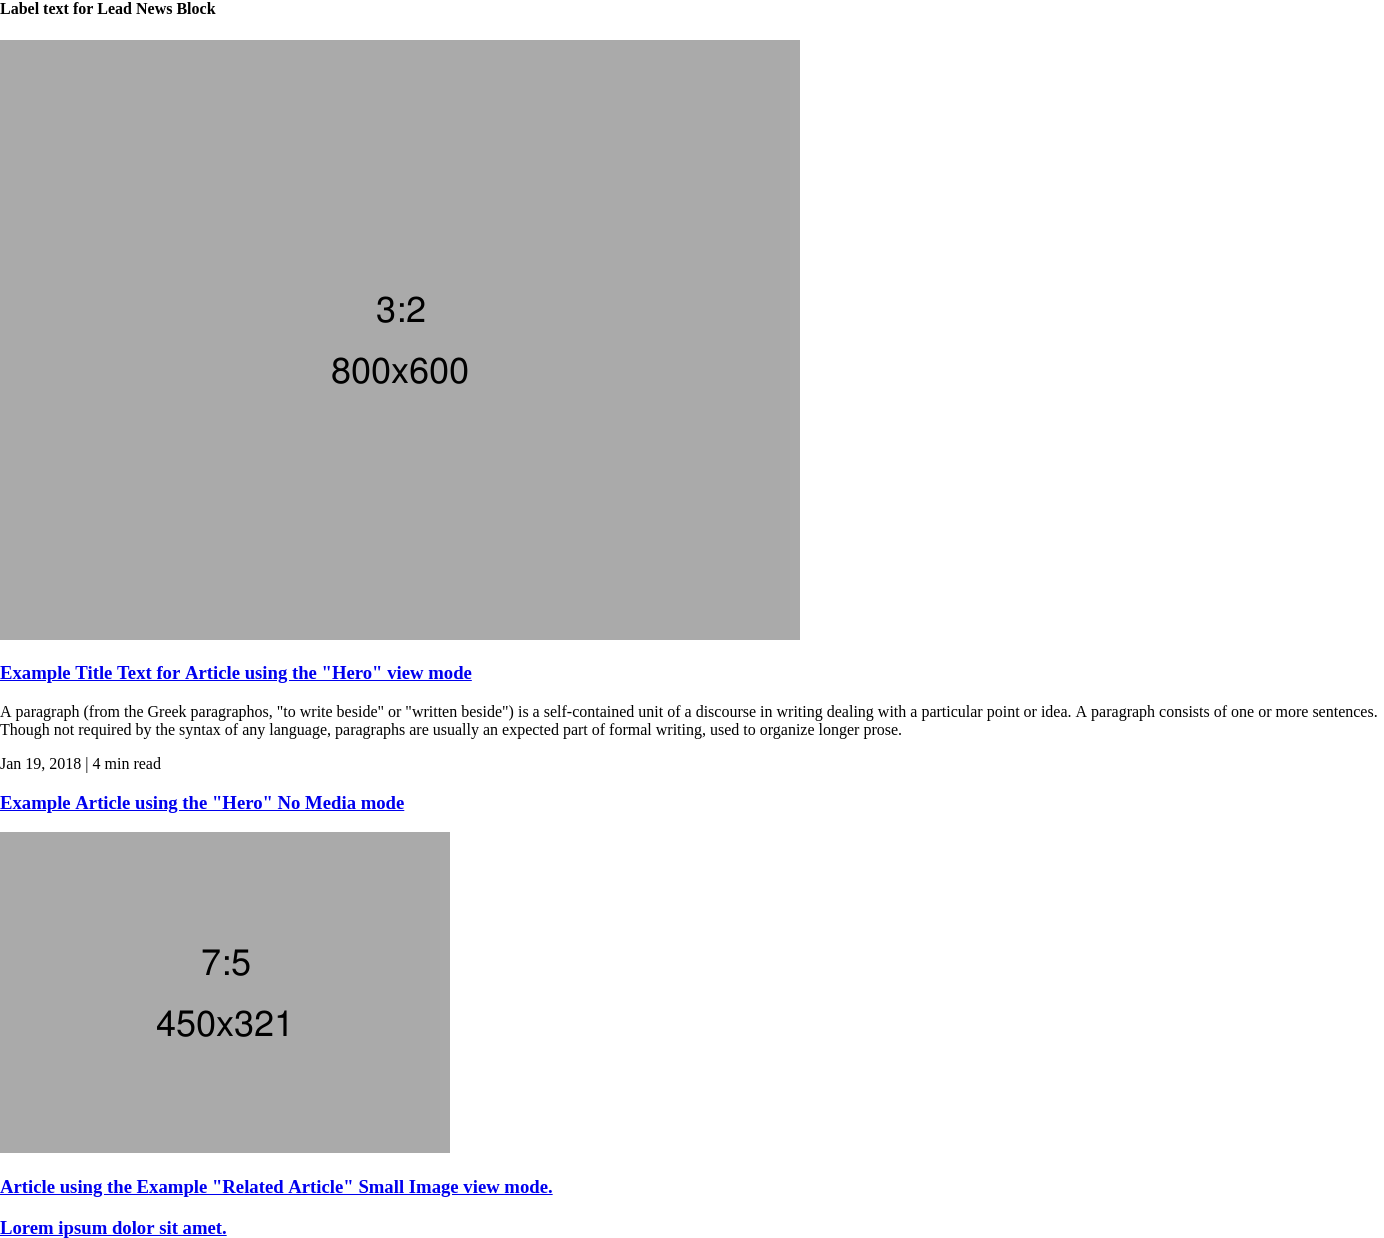 Label text for Lead News Block
3:2
800x600
Example Title Text for Article using the "Hero" view mode
A paragraph (from the Greek paragraphos, "to write beside" or "written beside") is a self-contained unit of a discourse in writing dealing with a particular point or idea. A paragraph consists of one or more sentences.
Though not required by the syntax of any language, paragraphs are usually an expected part of formal writing, used to organize longer prose.
Jan 19, 2018 | 4 min read
Example Article using the "Hero" No Media mode
7:5
450x321
Article using the Example "Related Article" Small Image view mode.
Lorem ipsum dolor sit amet.